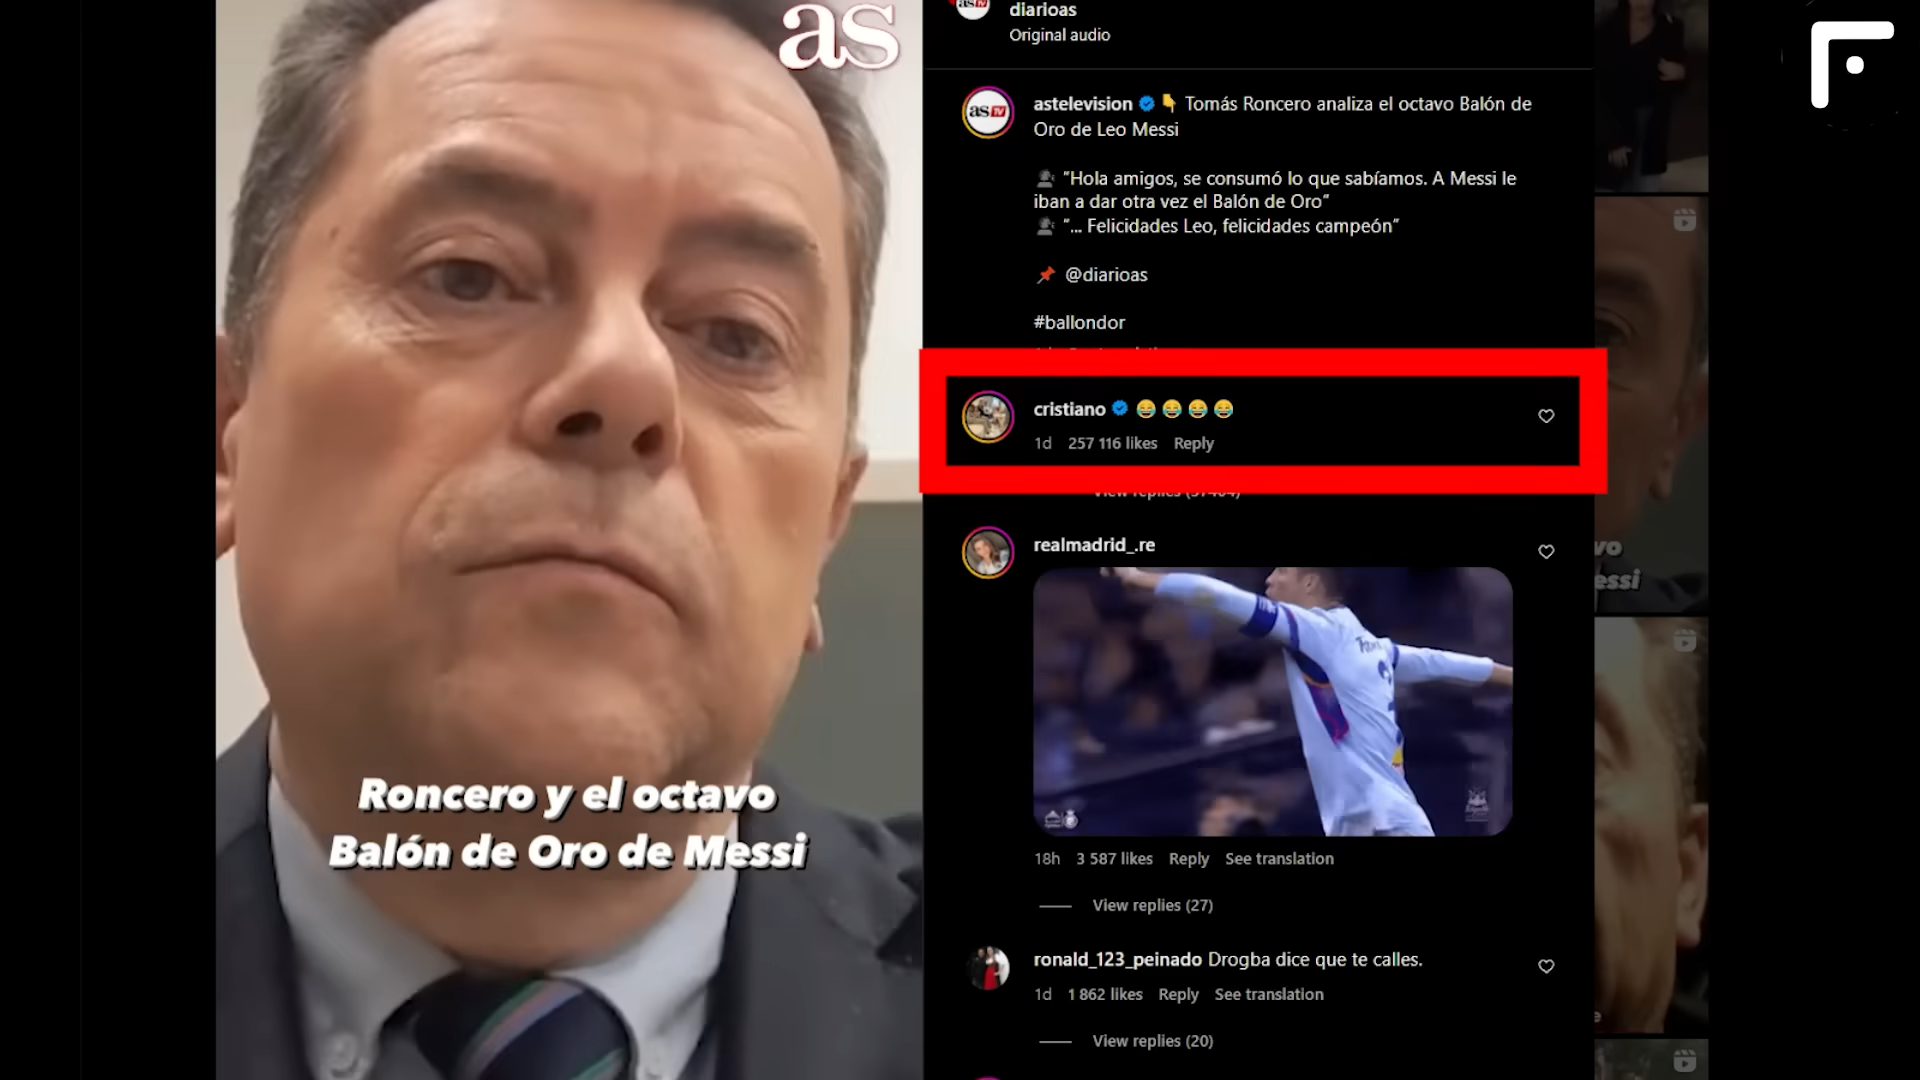 as
diarioas
Original audio
as TV
astelevision 👇 Tomás Roncero analiza el octavo Balón de
Oro de Leo Messi
🗣 “Hola amigos, se consumó lo que sabíamos. A Messi le
iban a dar otra vez el Balón de Oro”
🗣 “... Felicidades Leo, felicidades campeón”
📌 @diarioas
#ballondor
cristiano 😂 😂 😂 😂
1d 257 116 likes Reply
View replies
realmadrid_.re
18h 3 587 likes Reply See translation
View replies (27)
ronald_123_peinado Drogba dice que te calles.
1d 1 862 likes Reply See translation
View replies (20)
Roncero y el octavo
Balón de Oro de Messi